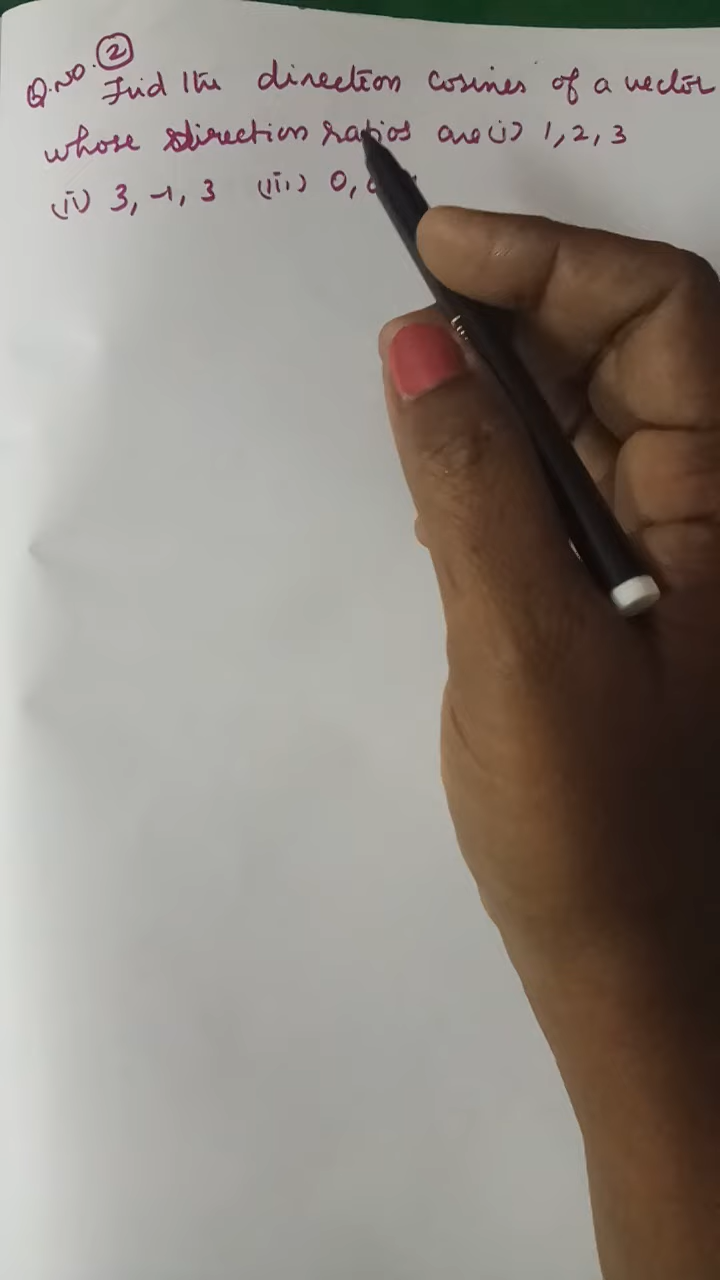 Q.NO. ② Find the direction cosines of a vector
whose direction ratios are (i) 1, 2, 3
(ii) 3, -1, 3 (iii) 0,